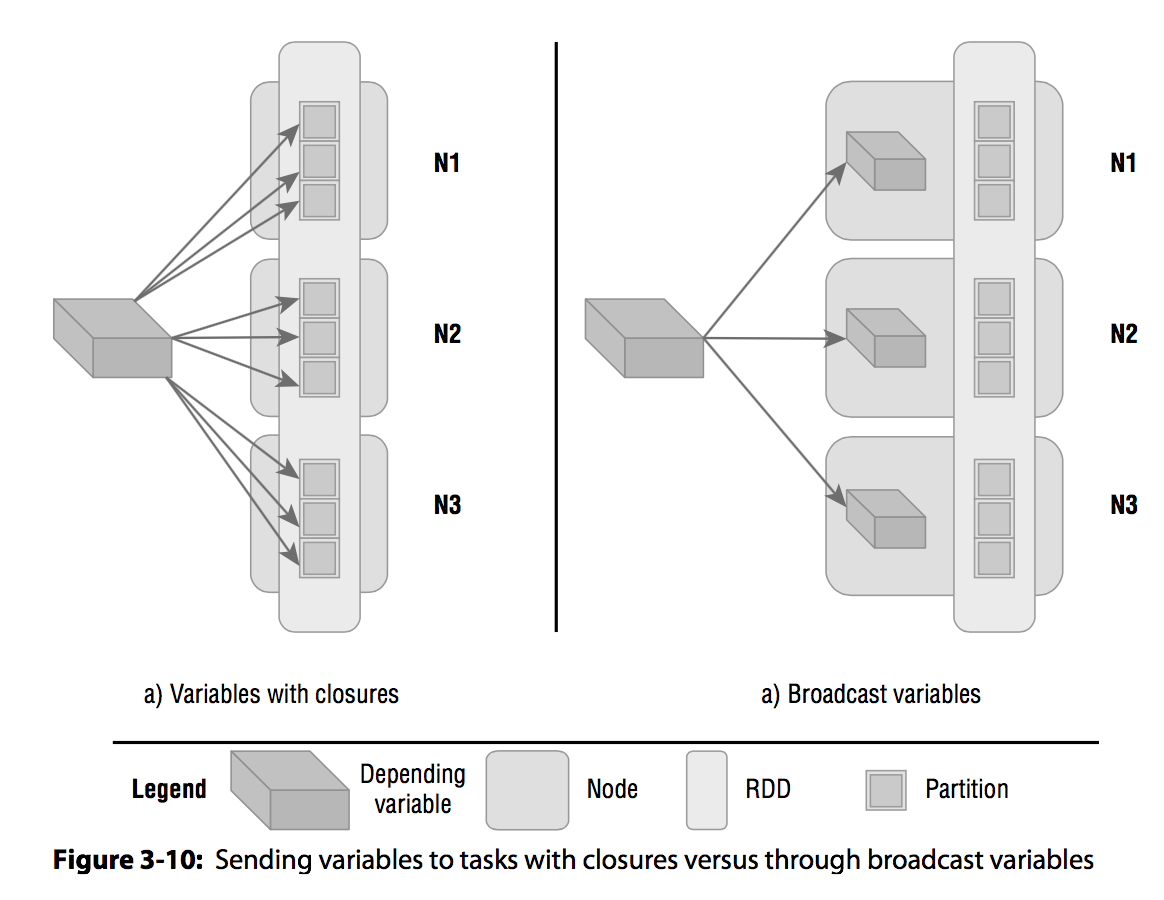 N1
N2
N3
N1
N2
N3
a) Variables with closures
a) Broadcast variables
Legend
Depending
variable
Node
RDD
Partition
Figure 3-10: Sending variables to tasks with closures versus through broadcast variables